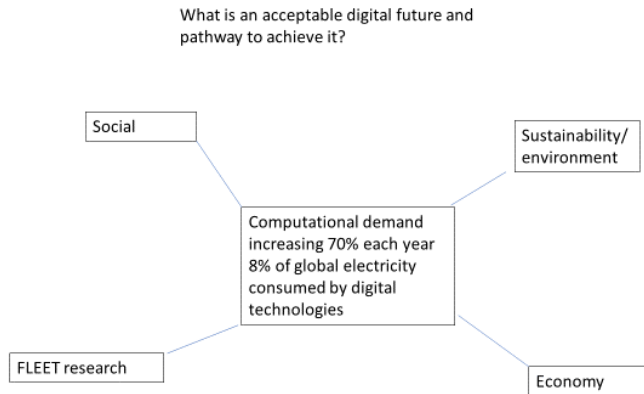 What is an acceptable digital future and
pathway to achieve it?
Social
Sustainability/
environment
Computational demand
increasing 70% each year
8% of global electricity
consumed by digital
technologies
FLEET research
Economy